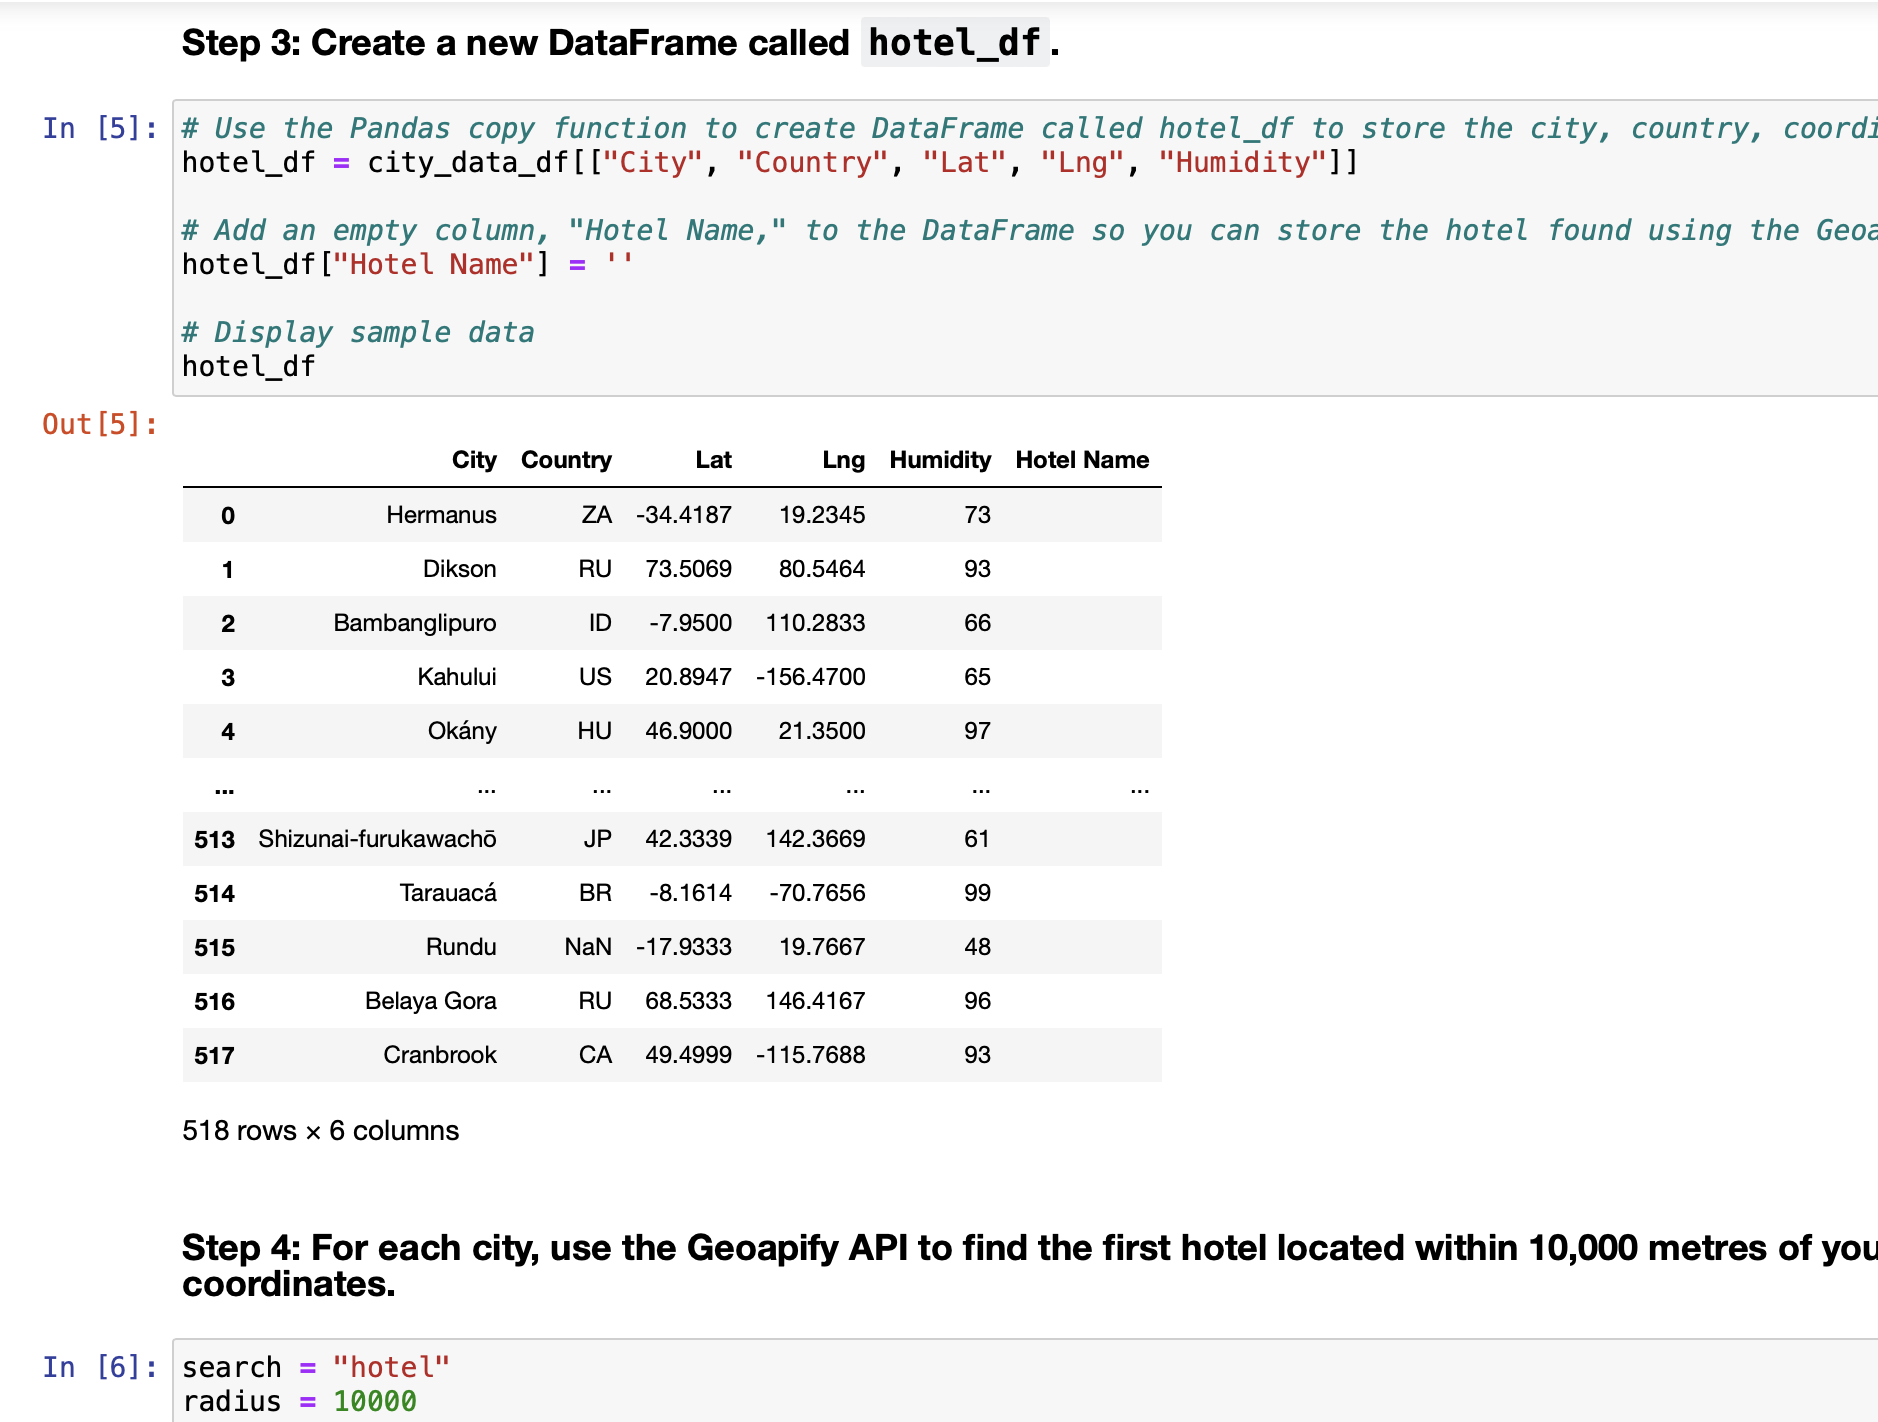 Step 3: Create a new DataFrame called hotel_df.
In [5]: # Use the Pandas copy function to create DataFrame called hotel_df to store the city, country,
hotel_df = city_data_df[["City", "Country", "Lat", "Lng", "Humidity"]]
# Add an empty column, "Hotel Name," to the DataFrame so you can store the hotel found using the
hotel_df["Hotel Name"] = ''
# Display sample data
hotel_df
Out[5]:
City Country Lat Lng Humidity Hotel Name
0 Hermanus ZA -34.4187 19.2345 73
1 Dikson RU 73.5069 80.5464 93
2 Bambanglipuro ID -7.9500 110.2833 66
3 Kahului US 20.8947 -156.4700 65
4 Okány HU 46.9000 21.3500 97
... ... ... ... ... ... ...
513 Shizunai-furukawachō JP 42.3339 142.3669 61
514 Tarauacá BR -8.1614 -70.7656 99
515 Rundu NaN -17.9333 19.7667 48
516 Belaya Gora RU 68.5333 146.4167 96
517 Cranbrook CA 49.4999 -115.7688 93
518 rows × 6 columns
Step 4: For each city, use the Geoapify API to find the first hotel located within 10,000 metres of
coordinates.
In [6]: search = "hotel"
radius = 10000